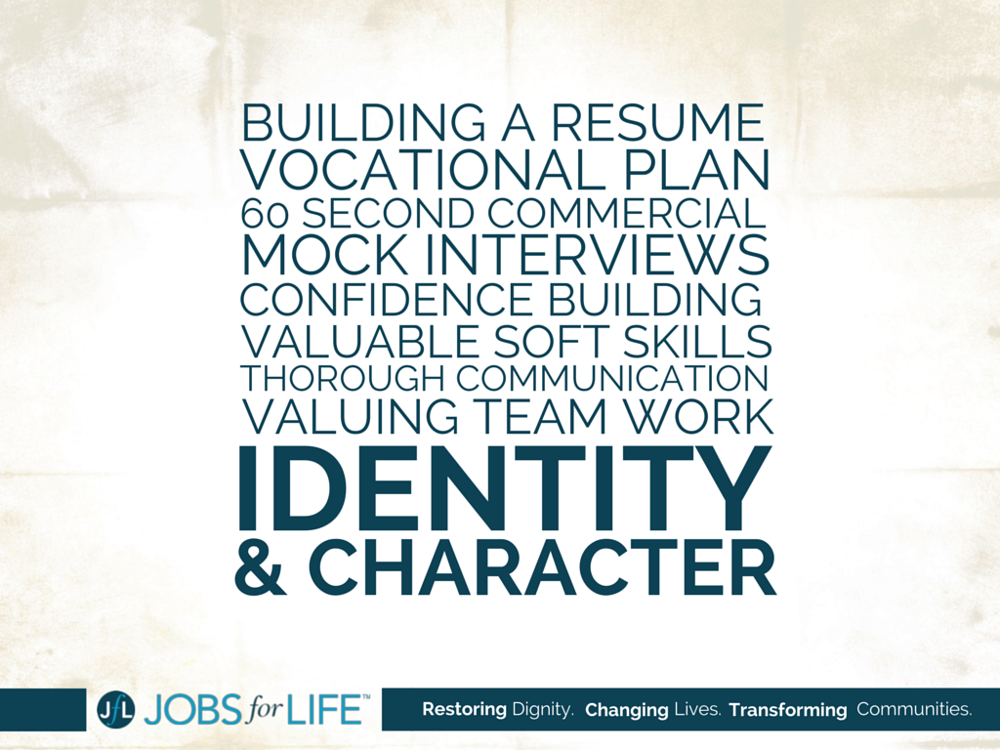 BUILDING A RESUME
VOCATIONAL PLAN
60 SECOND COMMERCIAL
MOCK INTERVIEWS
CONFIDENCE BUILDING
VALUABLE SOFT SKILLS
THOROUGH COMMUNICATION
VALUING TEAM WORK
IDENTITY
& CHARACTER
JfL JOBS for LIFE™
Restoring Dignity. Changing Lives. Transforming Communities.